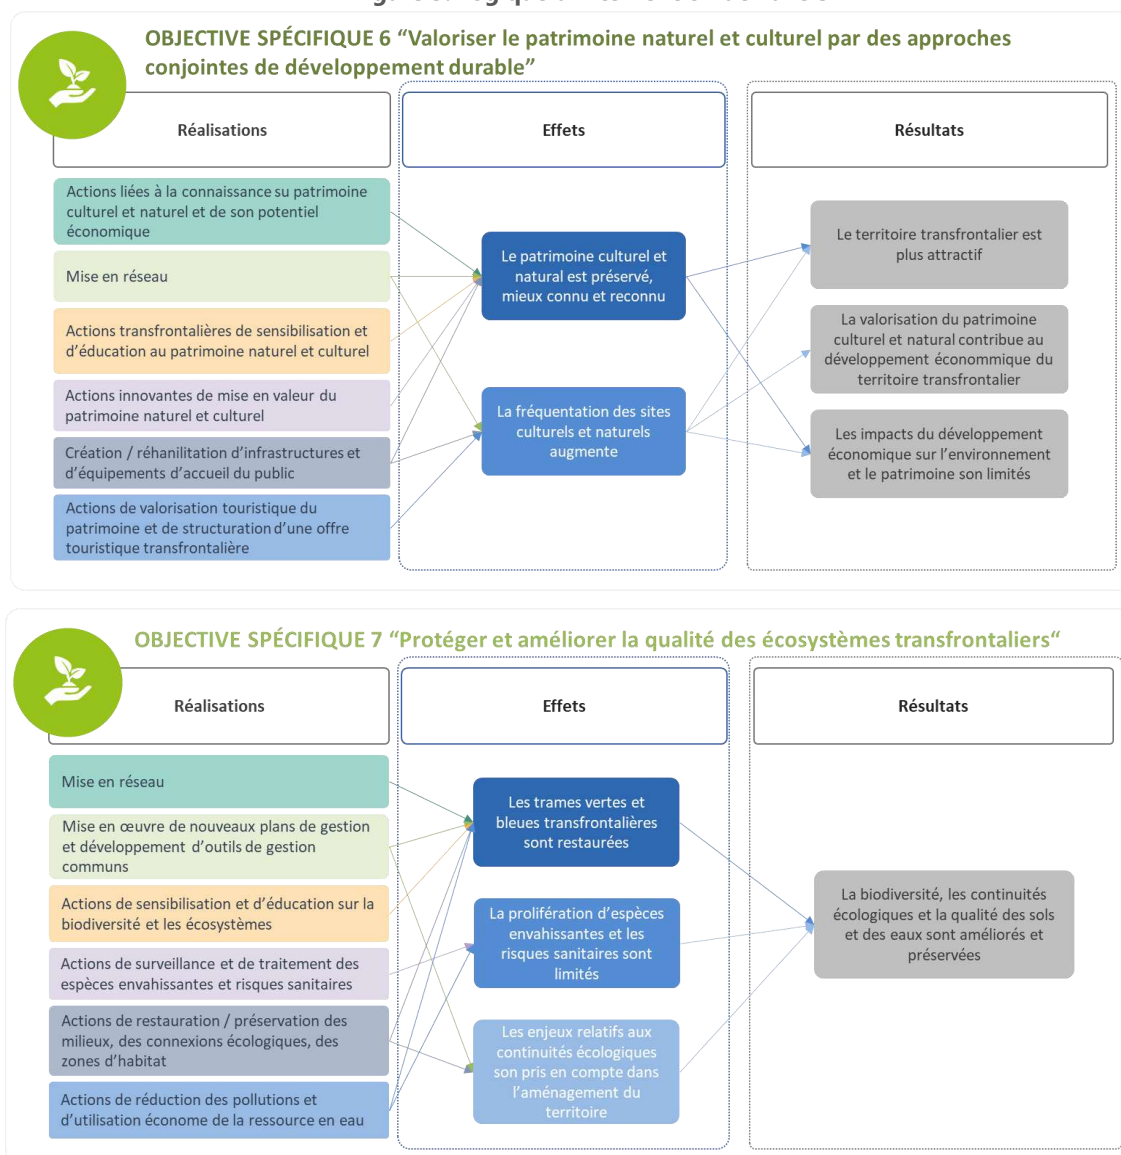 OBJECTIVE SPÉCIFIQUE 6 “Valoriser le patrimoine naturel et culturel par des approches
conjointes de développement durable”
Réalisations
Effets
Résultats
Actions liées à la connaissance su patrimoine
culturel et naturel et de son potentiel
économique
Mise en réseau
Actions transfrontalières de sensibilisation et
d’éducation au patrimoine naturel et culturel
Actions innovantes de mise en valeur du
patrimoine naturel et culturel
Création / réhanilitation d’infrastructures et
d’équipements d’accueil du public
Actions de valorisation touristique du
patrimoine et de structuration d’une offre
touristique transfrontalière
Le patrimoine culturel et
natural est préservé,
mieux connu et reconnu
La fréquentation des sites
culturels et naturels
augmente
Le territoire transfrontalier est
plus attractif
La valorisation du patrimoine
culturel et natural contribue au
développement économmique du
territoire transfrontalier
Les impacts du développement
économique sur l’environnement
et le patrimoine son limités
OBJECTIVE SPÉCIFIQUE 7 “Protéger et améliorer la qualité des écosystèmes transfrontaliers“
Réalisations
Effets
Résultats
Mise en réseau
Mise en œuvre de nouveaux plans de gestion
et développement d’outils de gestion
communs
Actions de sensibilisation et d’éducation sur la
biodiversité et les écosystèmes
Actions de surveillance et de traitement des
espèces envahissantes et risques sanitaires
Actions de restauration / préservation des
milieux, des connexions écologiques, des
zones d’habitat
Actions de réduction des pollutions et
d’utilisation économe de la ressource en eau
Les trames vertes et
bleues transfrontalières
sont restaurées
La prolifération d’espèces
envahissantes et les
risques sanitaires sont
limités
Les enjeux relatifs aux
continuités écologiques
son pris en compte dans
l’aménagement du
territoire
La biodiversité, les continuités
écologiques et la qualité des sols
et des eaux sont améliorés et
préservées